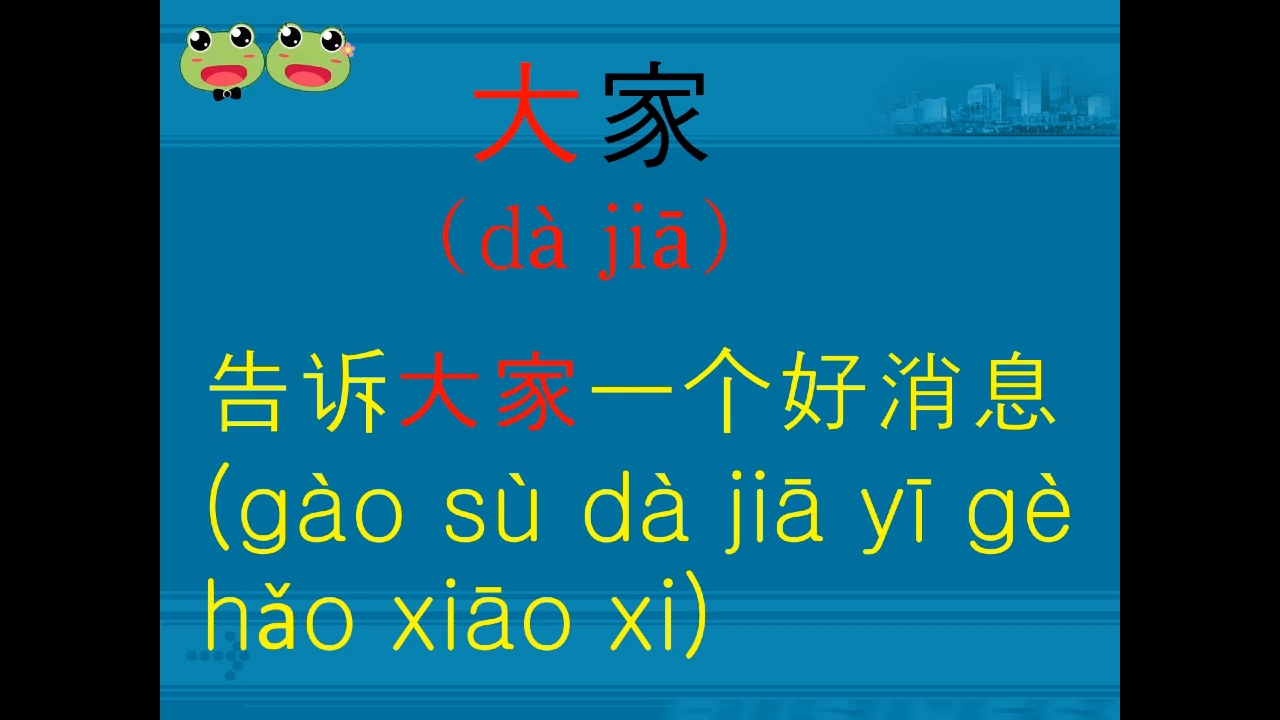 大家
（dà jiā）
告诉大家一个好消息
(gào sù dà jiā yī gè
hǎo xiāo xi)
BUSINESS